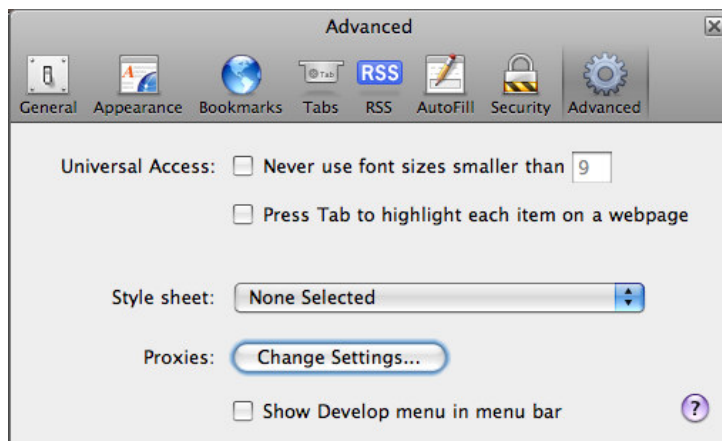 Advanced
Tab
RSS
General Appearance Bookmarks Tabs RSS AutoFill Security Advanced
Universal Access: Never use font sizes smaller than 9
Press Tab to highlight each item on a webpage
Style sheet: None Selected
Proxies: Change Settings...
Show Develop menu in menu bar
?